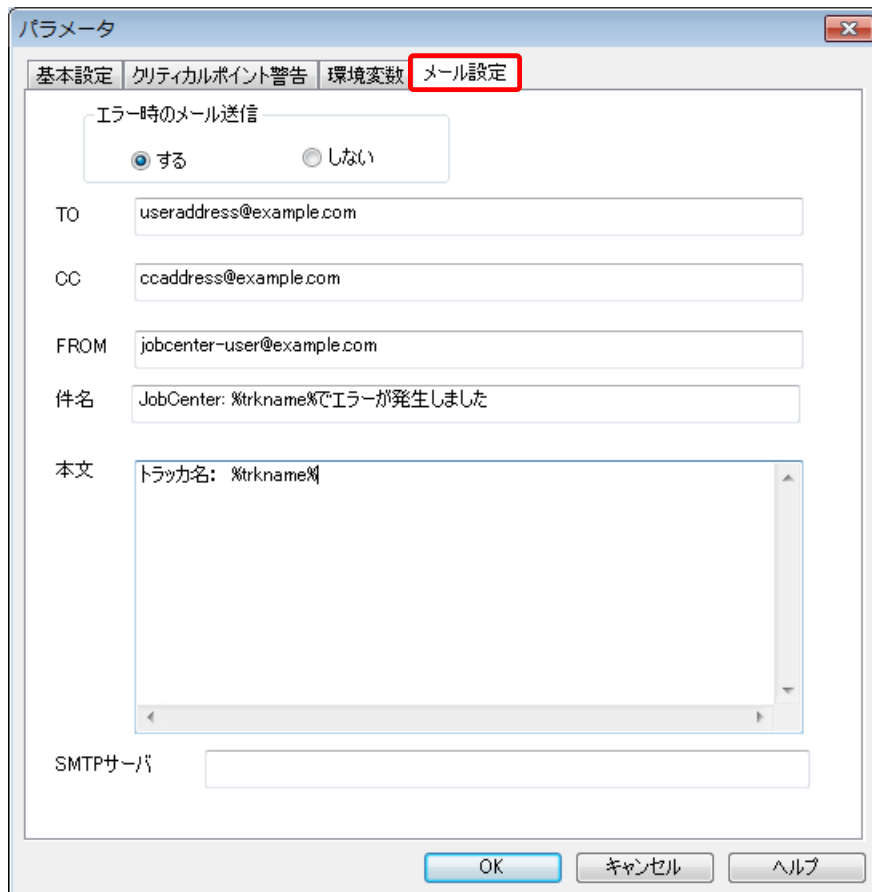 パラメータ
基本設定 クリティカルポイント警告 環境変数 メール設定
エラー時のメール送信
する しない
TO useraddress@example.com
CC ccaddress@example.com
FROM jobcenter-user@example.com
件名 JobCenter: %trkname%でエラーが発生しました
本文 トラッカ名: %trkname%
SMTPサーバ
OK キャンセル ヘルプ